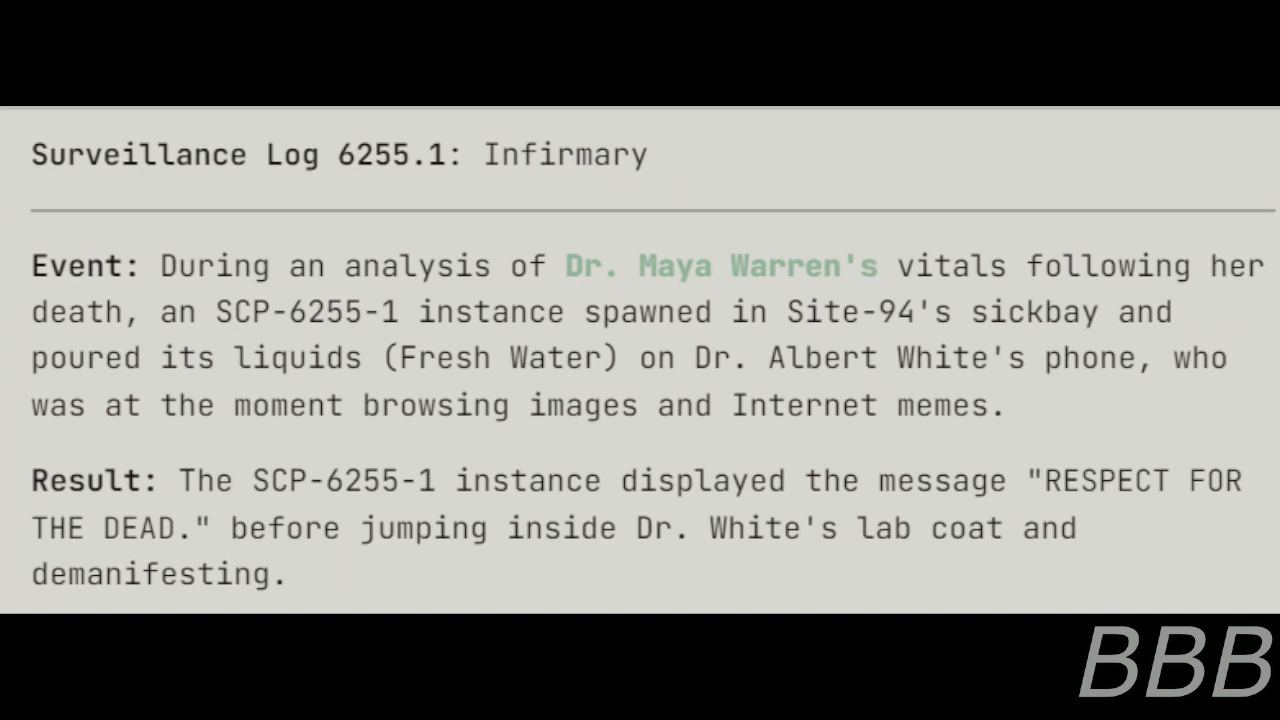 Surveillance Log 6255.1: Infirmary
Event: During an analysis of Dr. Maya Warren's vitals following her
death, an SCP-6255-1 instance spawned in Site-94's sickbay and
poured its liquids (Fresh Water) on Dr. Albert White's phone, who
was at the moment browsing images and Internet memes.
Result: The SCP-6255-1 instance displayed the message "RESPECT FOR
THE DEAD." before jumping inside Dr. White's lab coat and
demanifesting.
BBB